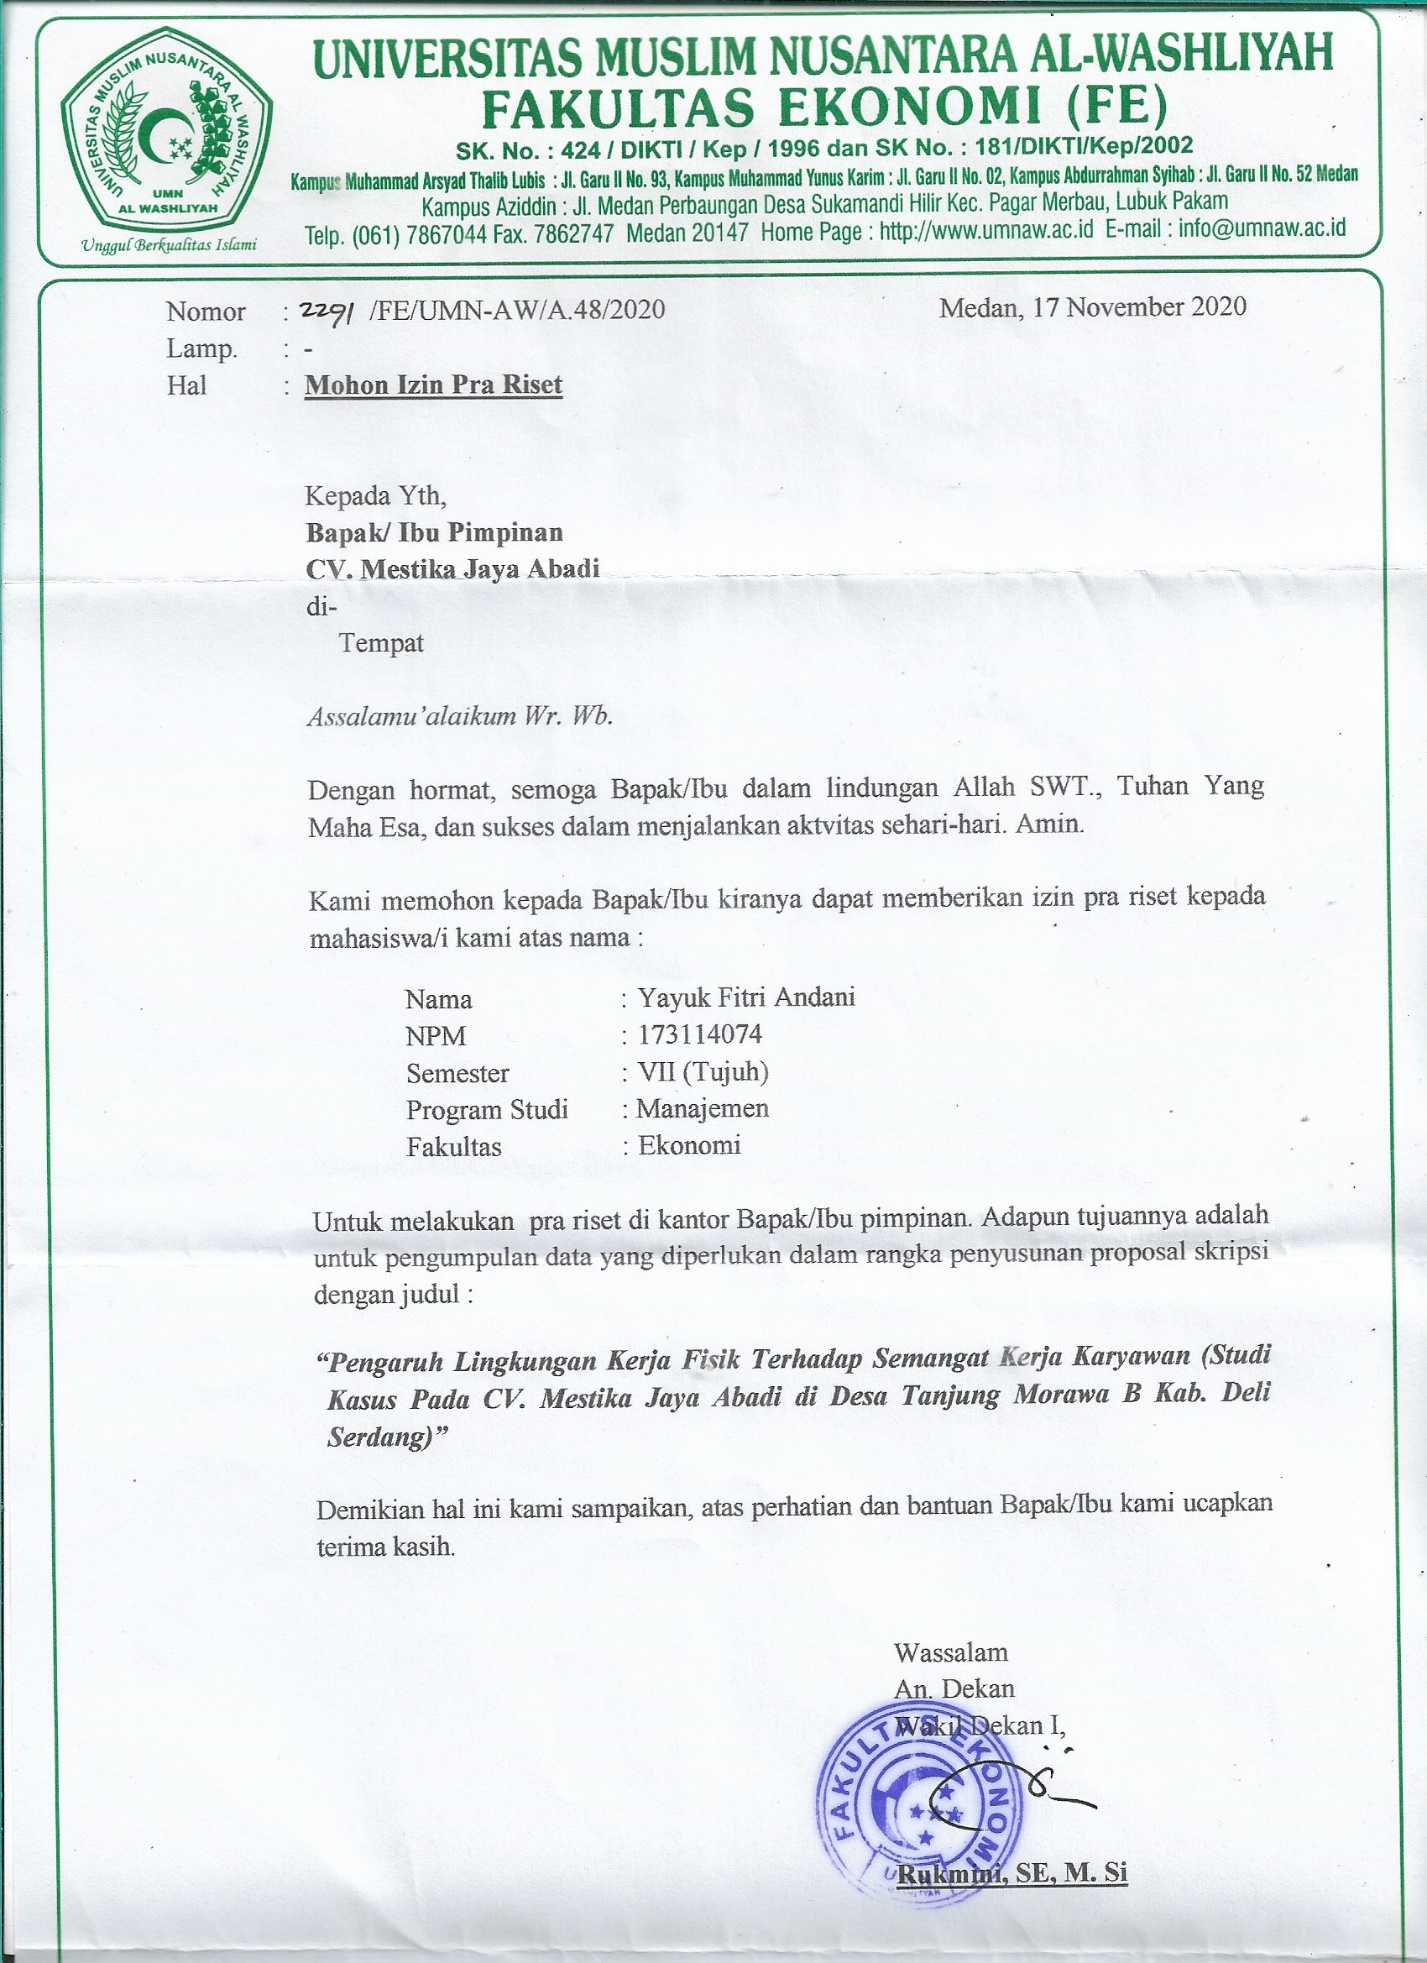 UNIVERSITAS MUSLIM NUSANTARA AL WASHLIYAH
UMN
AL WASHLIYAH
Unggul Berkualitas Islami
UNIVERSITAS MUSLIM NUSANTARA AL-WASHLIYAH
FAKULTAS EKONOMI (FE)
SK. No. : 424 / DIKTI / Kep / 1996 dan SK No. : 181/DIKTI/Kep/2002
Kampus Muhammad Arsyad Thalib Lubis : Jl. Garu II No. 93, Kampus Muhammad Yunus Karim : Jl. Garu II No. 02, Kampus Abdurrahman Syihab : Jl. Garu II No. 52 Medan
Kampus Aziddin : Jl. Medan Perbaungan Desa Sukamandi Hilir Kec. Pagar Merbau, Lubuk Pakam
Telp. (061) 7867044 Fax. 7862747 Medan 20147 Home Page : http://www.umnaw.ac.id E-mail : info@umnaw.ac.id
Nomor : 2291 /FE/UMN-AW/A.48/2020 Medan, 17 November 2020
Lamp. : -
Hal : Mohon Izin Pra Riset
Kepada Yth,
Bapak/ Ibu Pimpinan
CV. Mestika Jaya Abadi
di-
Tempat
Assalamu’alaikum Wr. Wb.
Dengan hormat, semoga Bapak/Ibu dalam lindungan Allah SWT., Tuhan Yang
Maha Esa, dan sukses dalam menjalankan aktvitas sehari-hari. Amin.
Kami memohon kepada Bapak/Ibu kiranya dapat memberikan izin pra riset kepada
mahasiswa/i kami atas nama :
Nama : Yayuk Fitri Andani
NPM : 173114074
Semester : VII (Tujuh)
Program Studi : Manajemen
Fakultas : Ekonomi
Untuk melakukan pra riset di kantor Bapak/Ibu pimpinan. Adapun tujuannya adalah
untuk pengumpulan data yang diperlukan dalam rangka penyusunan proposal skripsi
dengan judul :
“Pengaruh Lingkungan Kerja Fisik Terhadap Semangat Kerja Karyawan (Studi
Kasus Pada CV. Mestika Jaya Abadi di Desa Tanjung Morawa B Kab. Deli
Serdang)”
Demikian hal ini kami sampaikan, atas perhatian dan bantuan Bapak/Ibu kami ucapkan
terima kasih.
Wassalam
An. Dekan
Wakil Dekan I,
FAKULTAS EKONOMI
Rukmini, SE, M. Si